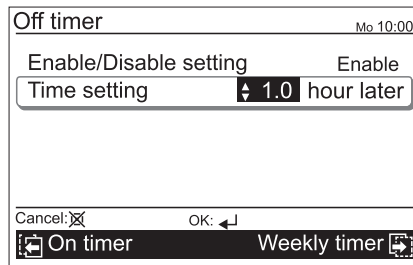 Off timer Mo 10:00
Enable/Disable setting Enable
Time setting 1.0 hour later
Cancel: OK:
On timer Weekly timer